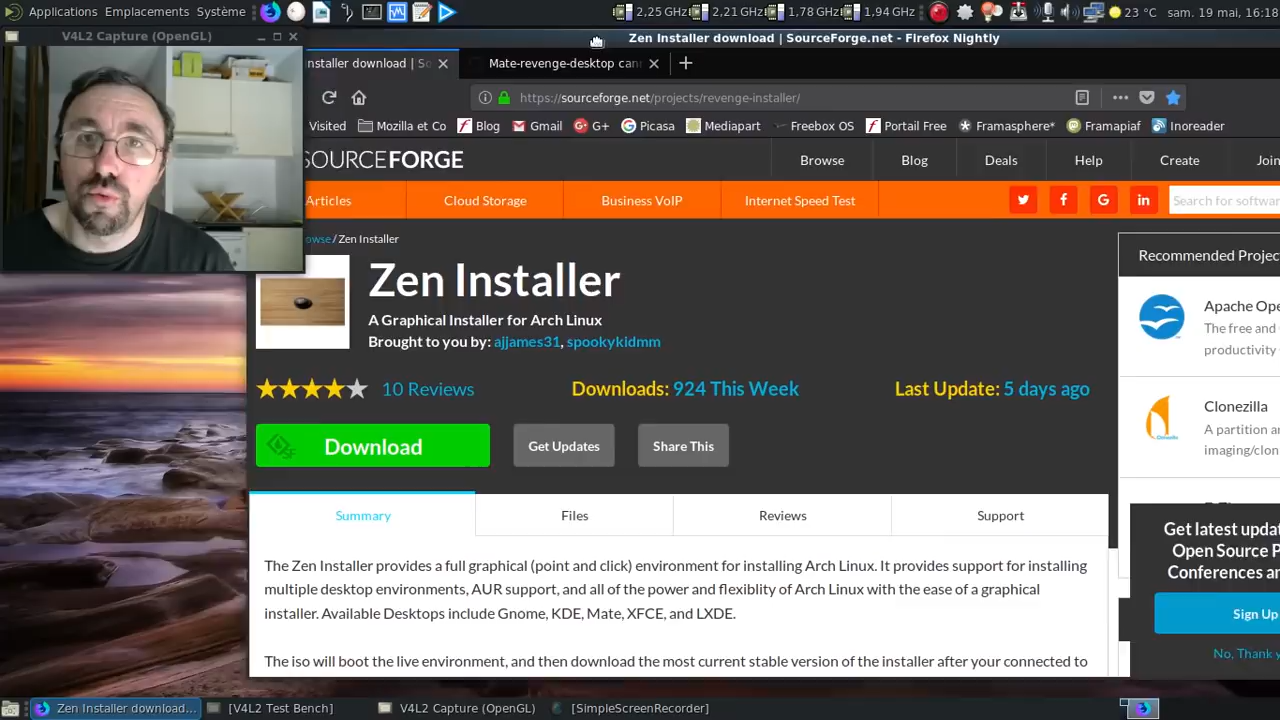 Applications Emplacements Système
2,25 GHz 2,21 GHz 1,78 GHz 1,94 GHz
23 °C sam. 19 mai, 16:18
V4L2 Capture (OpenGL)
Zen Installer download | SourceForge.net - Firefox Nightly
nstaller download | So
Mate-revenge-desktop cann
https://sourceforge.net/projects/revenge-installer/
Visited Mozilla et Co Blog Gmail G+ Picasa Mediapart Freebox OS Portail Free Framasphere* Framapiaf Inoreader
SOURCEFORGE
Browse Blog Deals Help Create Join
Articles Cloud Storage Business VoIP Internet Speed Test
Search for softwar
owse / Zen Installer
Zen Installer
A Graphical Installer for Arch Linux
Brought to you by: ajjames31, spookykidmm
10 Reviews
Downloads: 924 This Week
Last Update: 5 days ago
Download
Get Updates
Share This
Summary Files Reviews Support
The Zen Installer provides a full graphical (point and click) environment for installing Arch Linux. It provides support for installing
multiple desktop environments, AUR support, and all of the power and flexiblity of Arch Linux with the ease of a graphical
installer. Available Desktops include Gnome, KDE, Mate, XFCE, and LXDE.
The iso will boot the live environment, and then download the most current stable version of the installer after your connected to
Recommended Projec
Apache Ope
The free and
productivity
Clonezilla
A partition a
imaging/clon
Get latest updat
Open Source P
Conferences a
Sign Up
No, Thank y
Zen Installer download...
[V4L2 Test Bench]
V4L2 Capture (OpenGL)
[SimpleScreenRecorder]